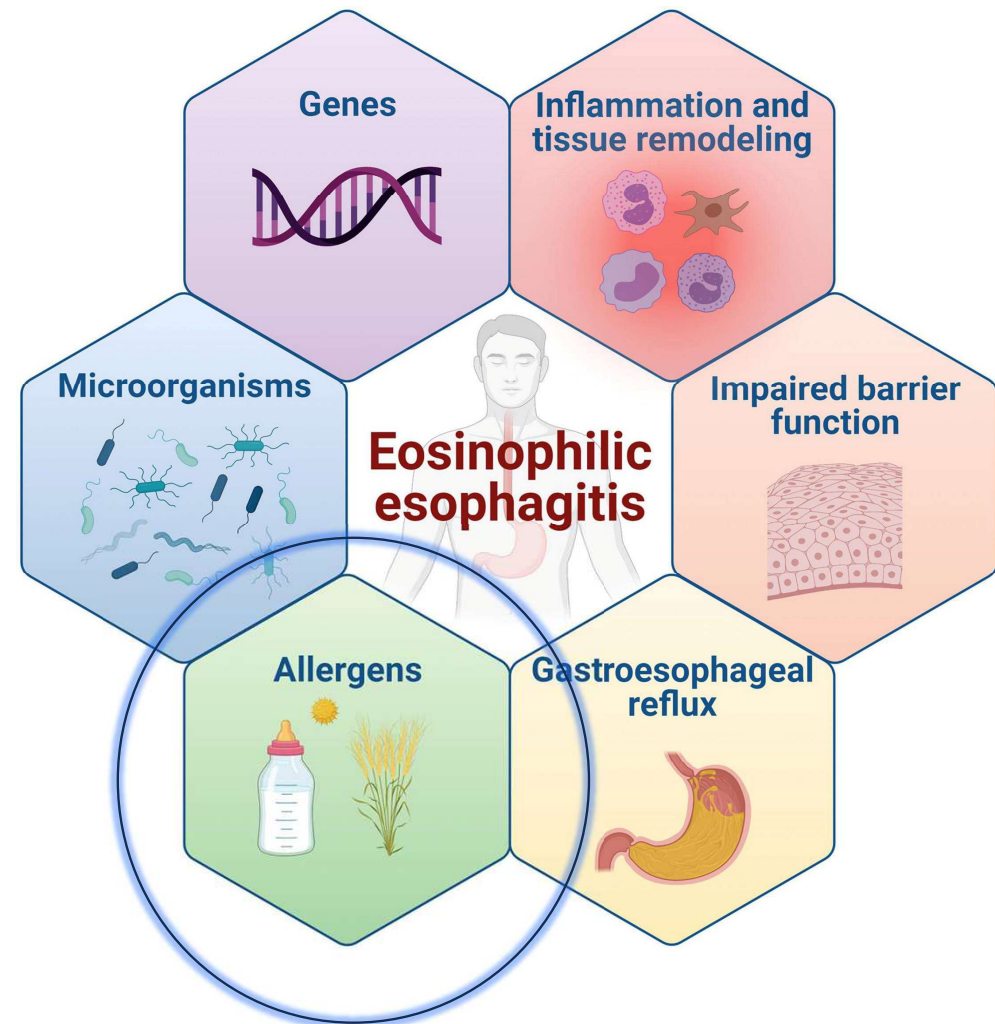 Genes
Inflammation and
tissue remodeling
Microorganisms
Impaired barrier
function
Eosinophilic
esophagitis
Allergens
Gastroesophageal
reflux